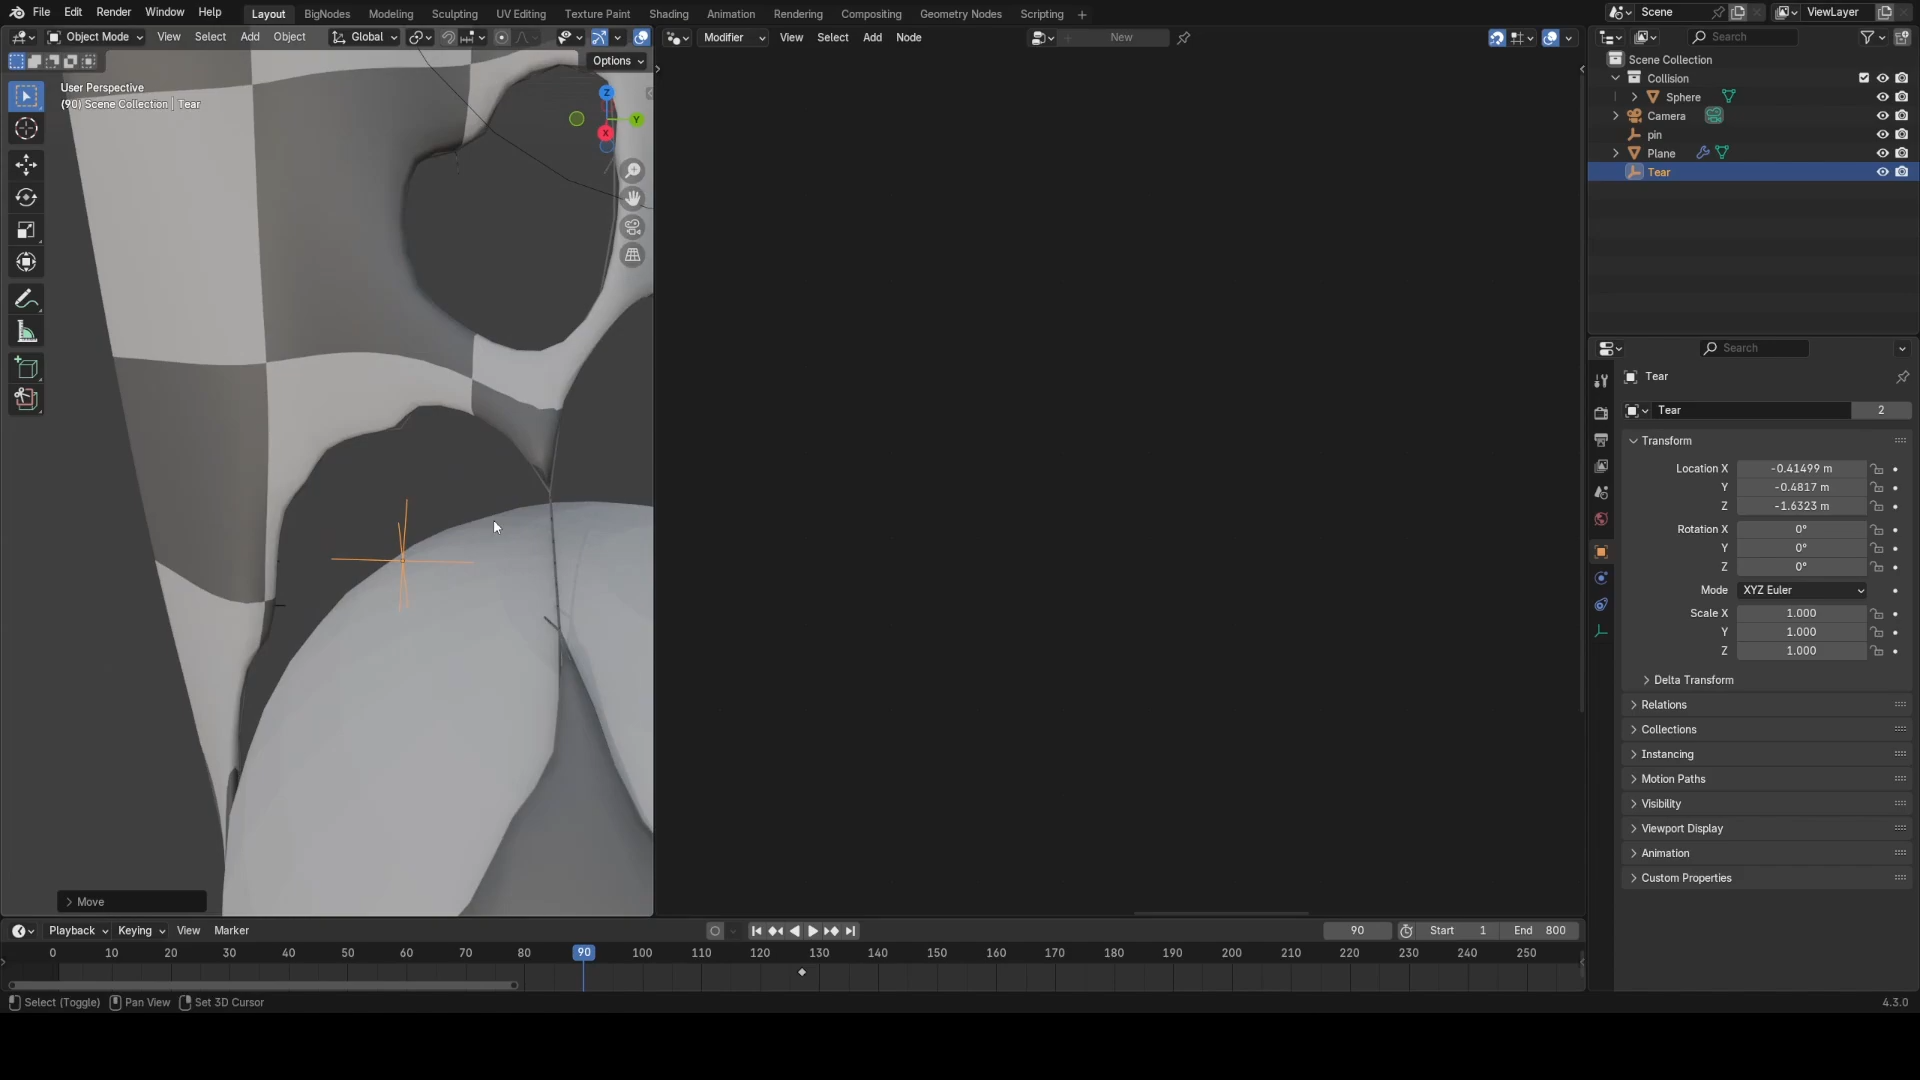 File Edit Render Window Help Layout BigNodes Modeling Sculpting UV Editing Texture Paint Shading Animation Rendering Compositing Geometry Nodes Scripting + Scene ViewLayer
Object Mode View Select Add Object Global Modifier View Select Add Node New Search
Options
User Perspective
(90) Scene Collection | Tear
Z
Y
X
Move
Scene Collection
Collision
Sphere
Camera
pin
Plane
Tear
Search
Tear
Tear 2
Transform
Location X -0.41499 m
Y -0.4817 m
Z -1.6323 m
Rotation X 0°
Y 0°
Z 0°
Mode XYZ Euler
Scale X 1.000
Y 1.000
Z 1.000
Delta Transform
Relations
Collections
Instancing
Motion Paths
Visibility
Viewport Display
Animation
Custom Properties
Playback Keying View Marker 90 Start 1 End 800
0 10 20 30 40 50 60 70 80 90 100 110 120 130 140 150 160 170 180 190 200 210 220 230 240 250
Select (Toggle) Pan View Set 3D Cursor 4.3.0